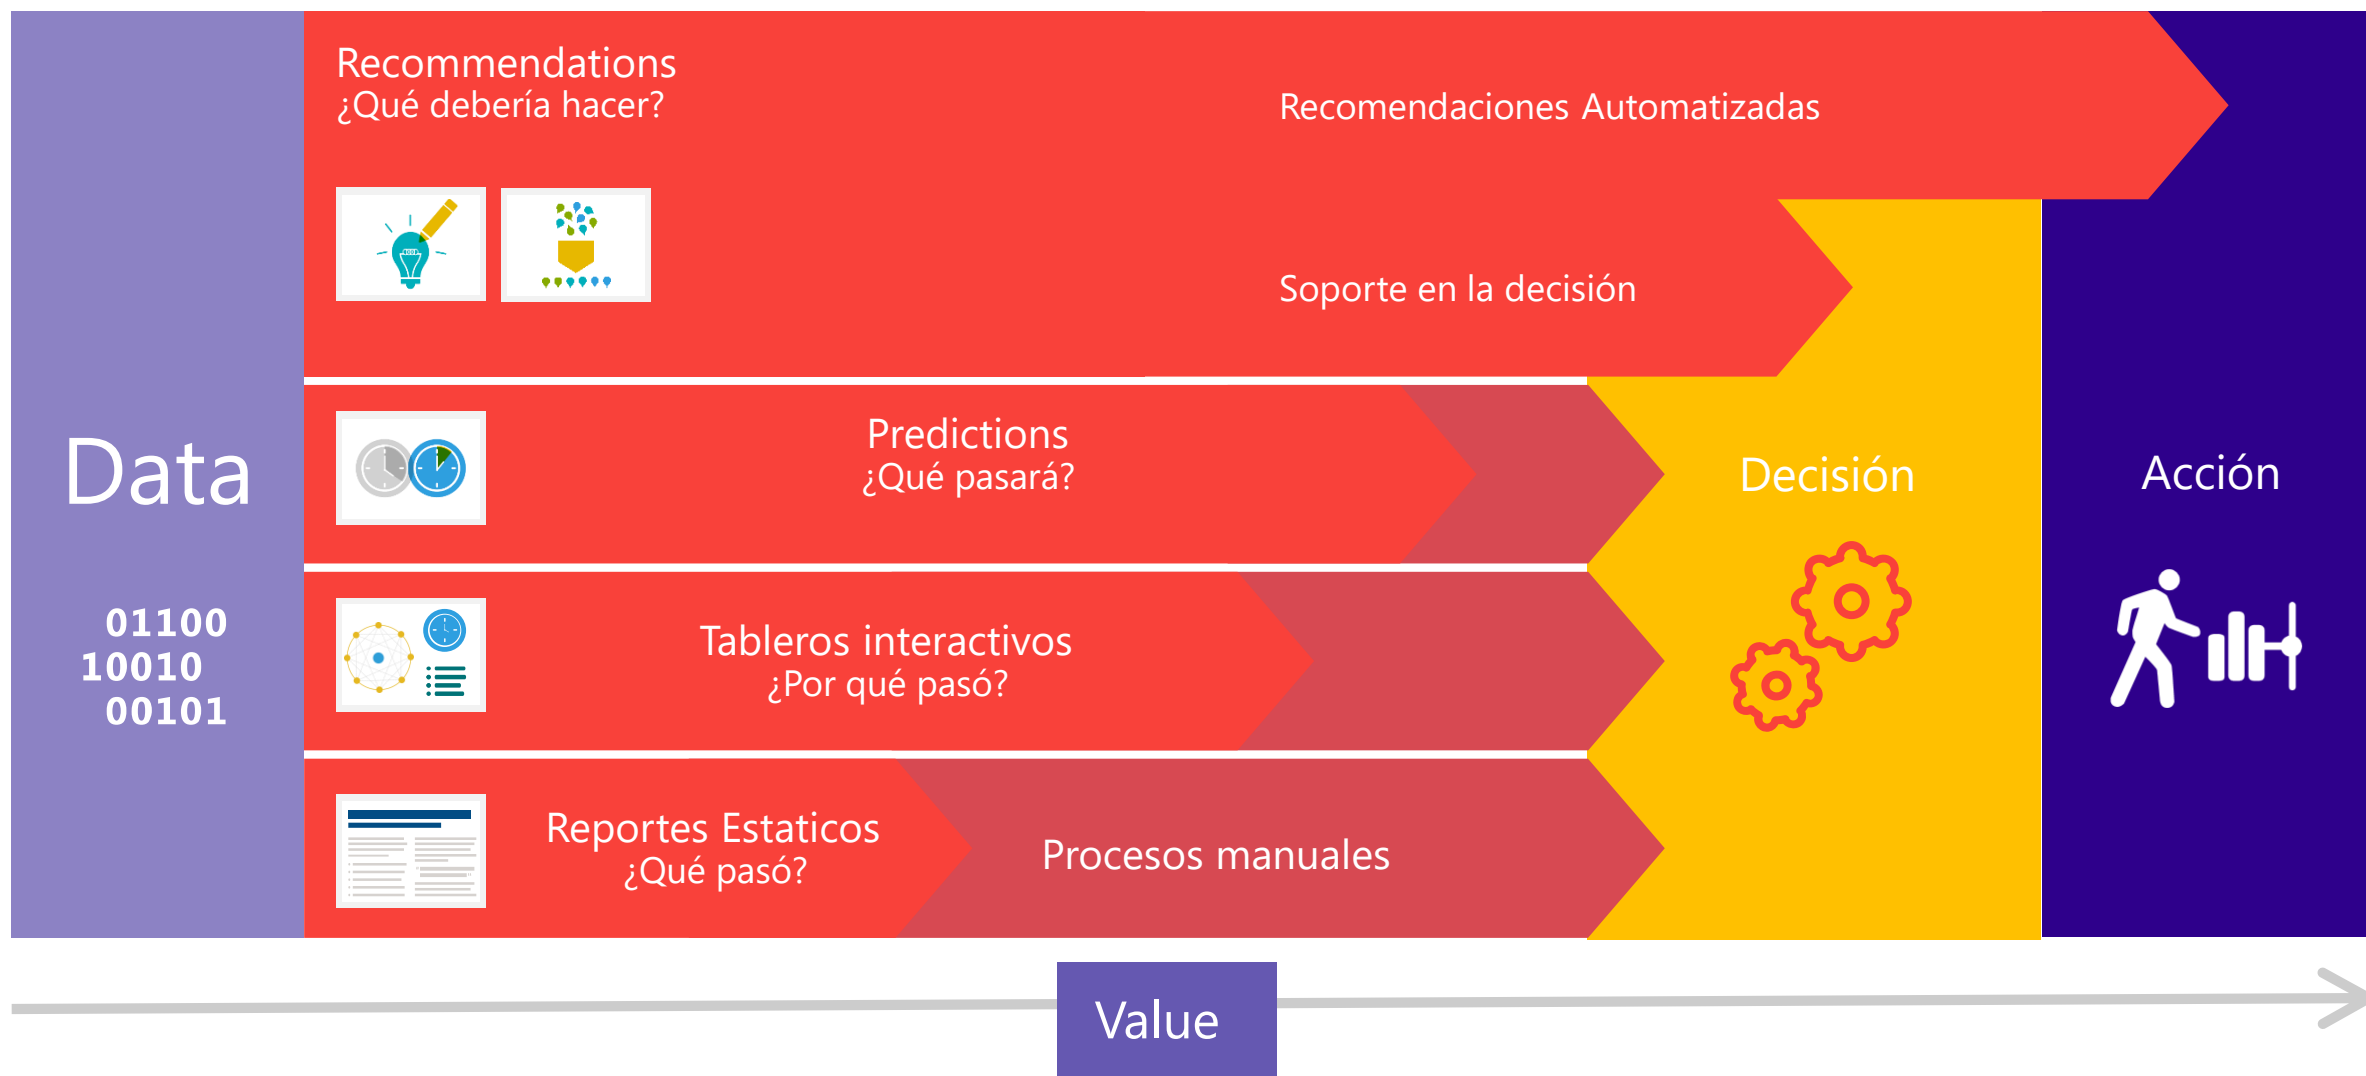 Data
01100
10010
00101
Recommendations
¿Qué debería hacer?
Recomendaciones Automatizadas
Soporte en la decisión
Predictions
¿Qué pasará?
Tableros interactivos
¿Por qué pasó?
Reportes Estaticos
¿Qué pasó?
Procesos manuales
Decisión
Acción
Value